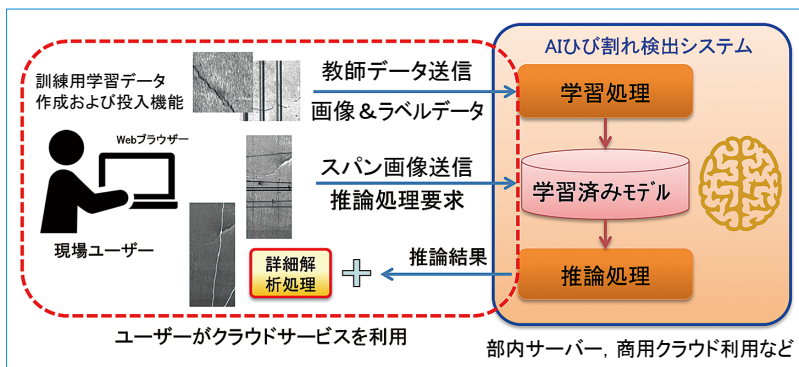 AIひび割れ検出システム
訓練用学習データ
作成および投入機能
Webブラウザー
現場ユーザー
教師データ送信
画像＆ラベルデータ
学習処理
スパン画像送信
推論処理要求
学習済みモデル
詳細解
析処理
推論結果
推論処理
ユーザーがクラウドサービスを利用
部内サーバー，商用クラウド利用など